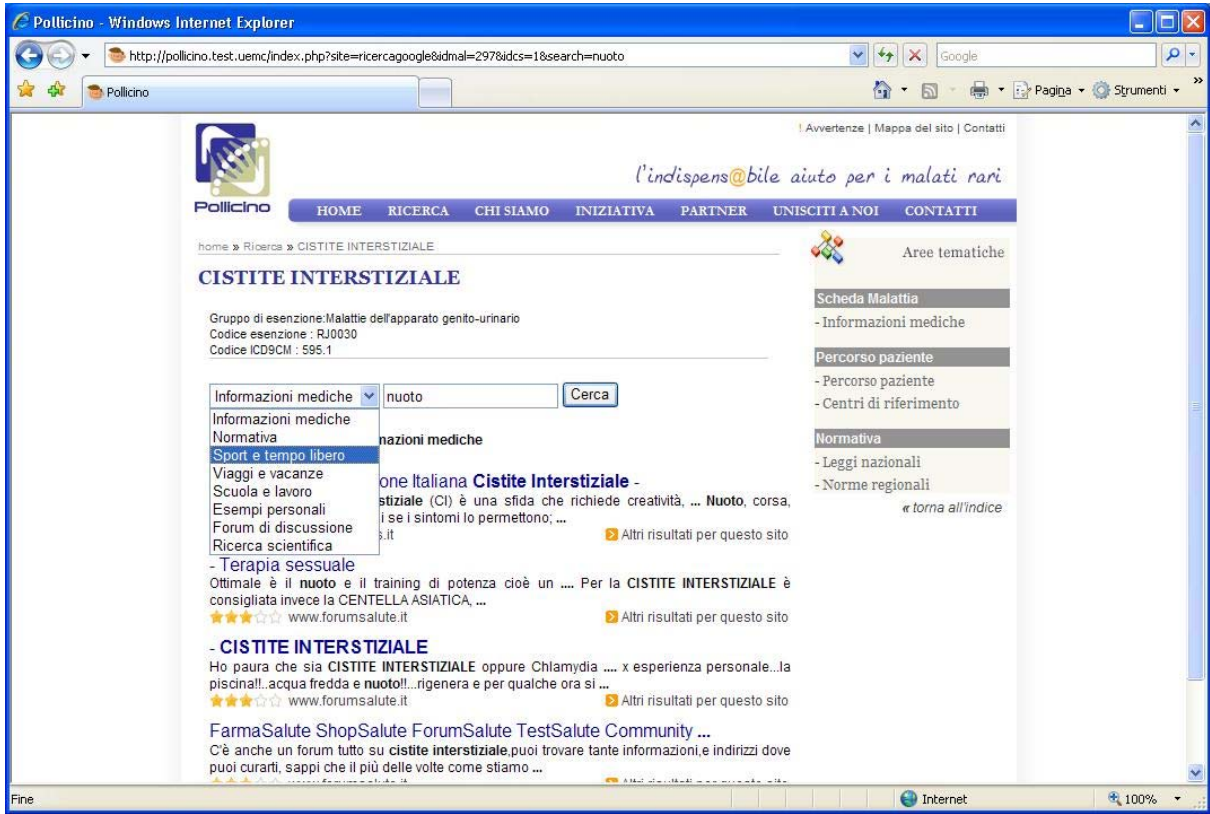 Pollicino - Windows Internet Explorer
http://pollicino.test.uemc/index.php?site=ricercagoogle&idmal=297&idcs=1&search=nuoto
Google
Pollicino
Pagina
Strumenti
! Avvertenze | Mappa del sito | Contatti
l'indispens@bile aiuto per i malati rari
Pollicino
HOME RICERCA CHI SIAMO INIZIATIVA PARTNER UNISCITI A NOI CONTATTI
home » Ricerca » CISTITE INTERSTIZIALE
CISTITE INTERSTIZIALE
Gruppo di esenzione:Malattie dell'apparato genito-urinario
Codice esenzione : RJ0030
Codice ICD9CM : 595.1
Informazioni mediche nuoto Cerca
Informazioni mediche
Normativa
Sport e tempo libero
Viaggi e vacanze
Scuola e lavoro
Esempi personali
Forum di discussione
Ricerca scientifica
mediche
Italiana Cistite Interstiziale -
(CI) è una sfida che richiede creatività, ... Nuoto, corsa,
i se i sintomi lo permettono; ...
Altri risultati per questo sito
- Terapia sessuale
Ottimale è il nuoto e il training di potenza cioè un .... Per la CISTITE INTERSTIZIALE è
consigliata invece la CENTELLA ASIATICA, ...
www.forumsalute.it Altri risultati per questo sito
- CISTITE INTERSTIZIALE
Ho paura che sia CISTITE INTERSTIZIALE oppure Chlamydia .... x esperienza personale...la
piscina!!..acqua fredda e nuoto!!...rigenera e per qualche ora si ...
www.forumsalute.it Altri risultati per questo sito
FarmaSalute ShopSalute ForumSalute TestSalute Community ...
C'è anche un forum tutto su cistite interstiziale,puoi trovare tante informazioni,e indirizzi dove
puoi curarti, sappi che il più delle volte come stiamo ...
Aree tematiche
Scheda Malattia
- Informazioni mediche
Percorso paziente
- Percorso paziente
- Centri di riferimento
Normativa
- Leggi nazionali
- Norme regionali
« torna all'indice
Fine
Internet
100%